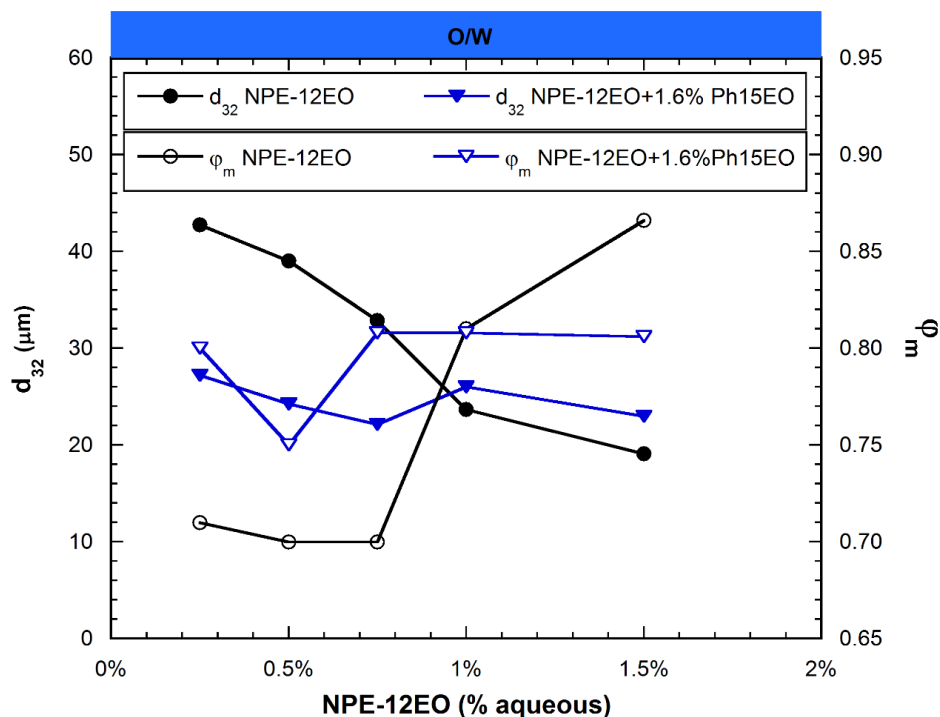 O/W
d32 NPE-12EO d32 NPE-12EO+1.6% Ph15EO
φm NPE-12EO φm NPE-12EO+1.6%Ph15EO
60 0.95
50 0.90
40 0.85
30 0.80
20 0.75
10 0.70
0 0.65
d32 (µm)
φm
0% 0.5% 1% 1.5% 2%
NPE-12EO (% aqueous)